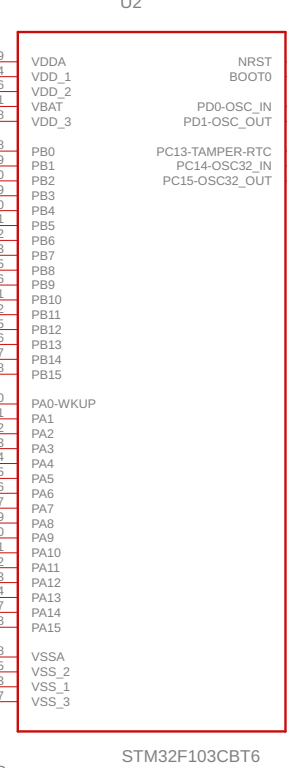 U2
VDDA
VDD_1
VDD_2
VBAT
VDD_3
PB0
PB1
PB2
PB3
PB4
PB5
PB6
PB7
PB8
PB9
PB10
PB11
PB12
PB13
PB14
PB15
PA0-WKUP
PA1
PA2
PA3
PA4
PA5
PA6
PA7
PA8
PA9
PA10
PA11
PA12
PA13
PA14
PA15
VSSA
VSS_2
VSS_1
VSS_3
NRST
BOOT0
PD0-OSC_IN
PD1-OSC_OUT
PC13-TAMPER-RTC
PC14-OSC32_IN
PC15-OSC32_OUT
STM32F103CBT6